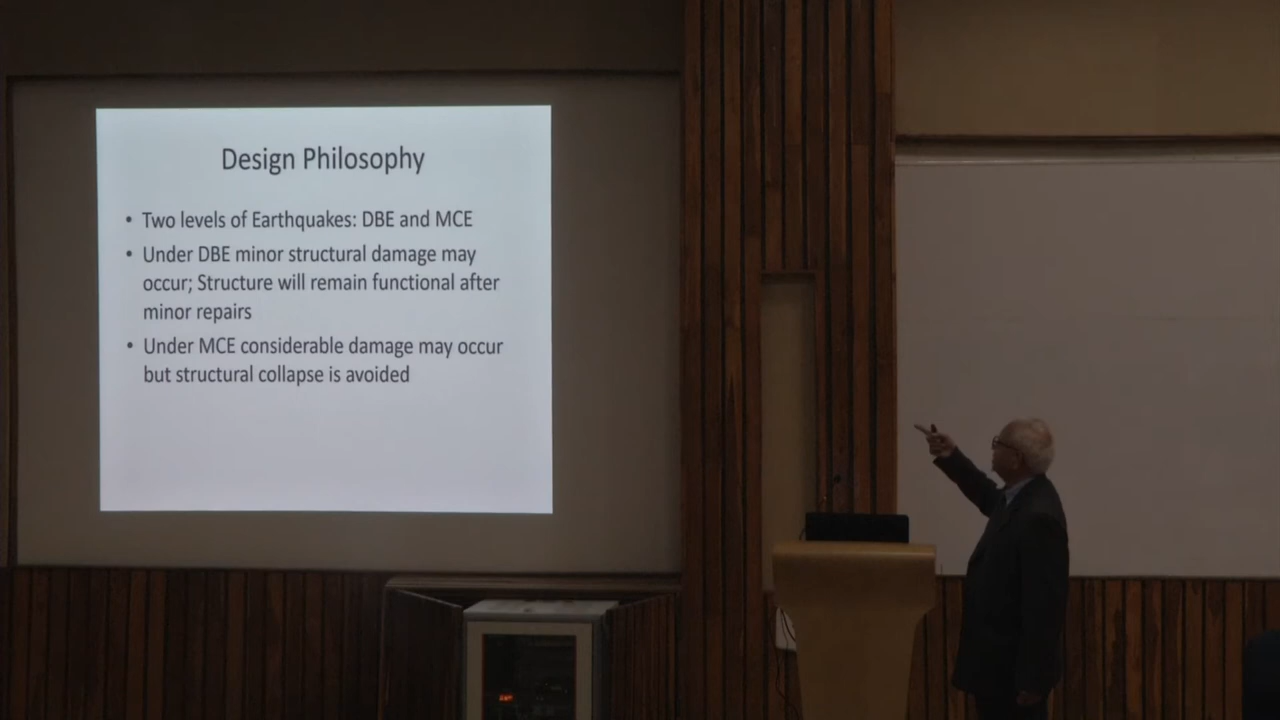 Design Philosophy
• Two levels of Earthquakes: DBE and MCE
• Under DBE minor structural damage may
occur; Structure will remain functional after
minor repairs
• Under MCE considerable damage may occur
but structural collapse is avoided